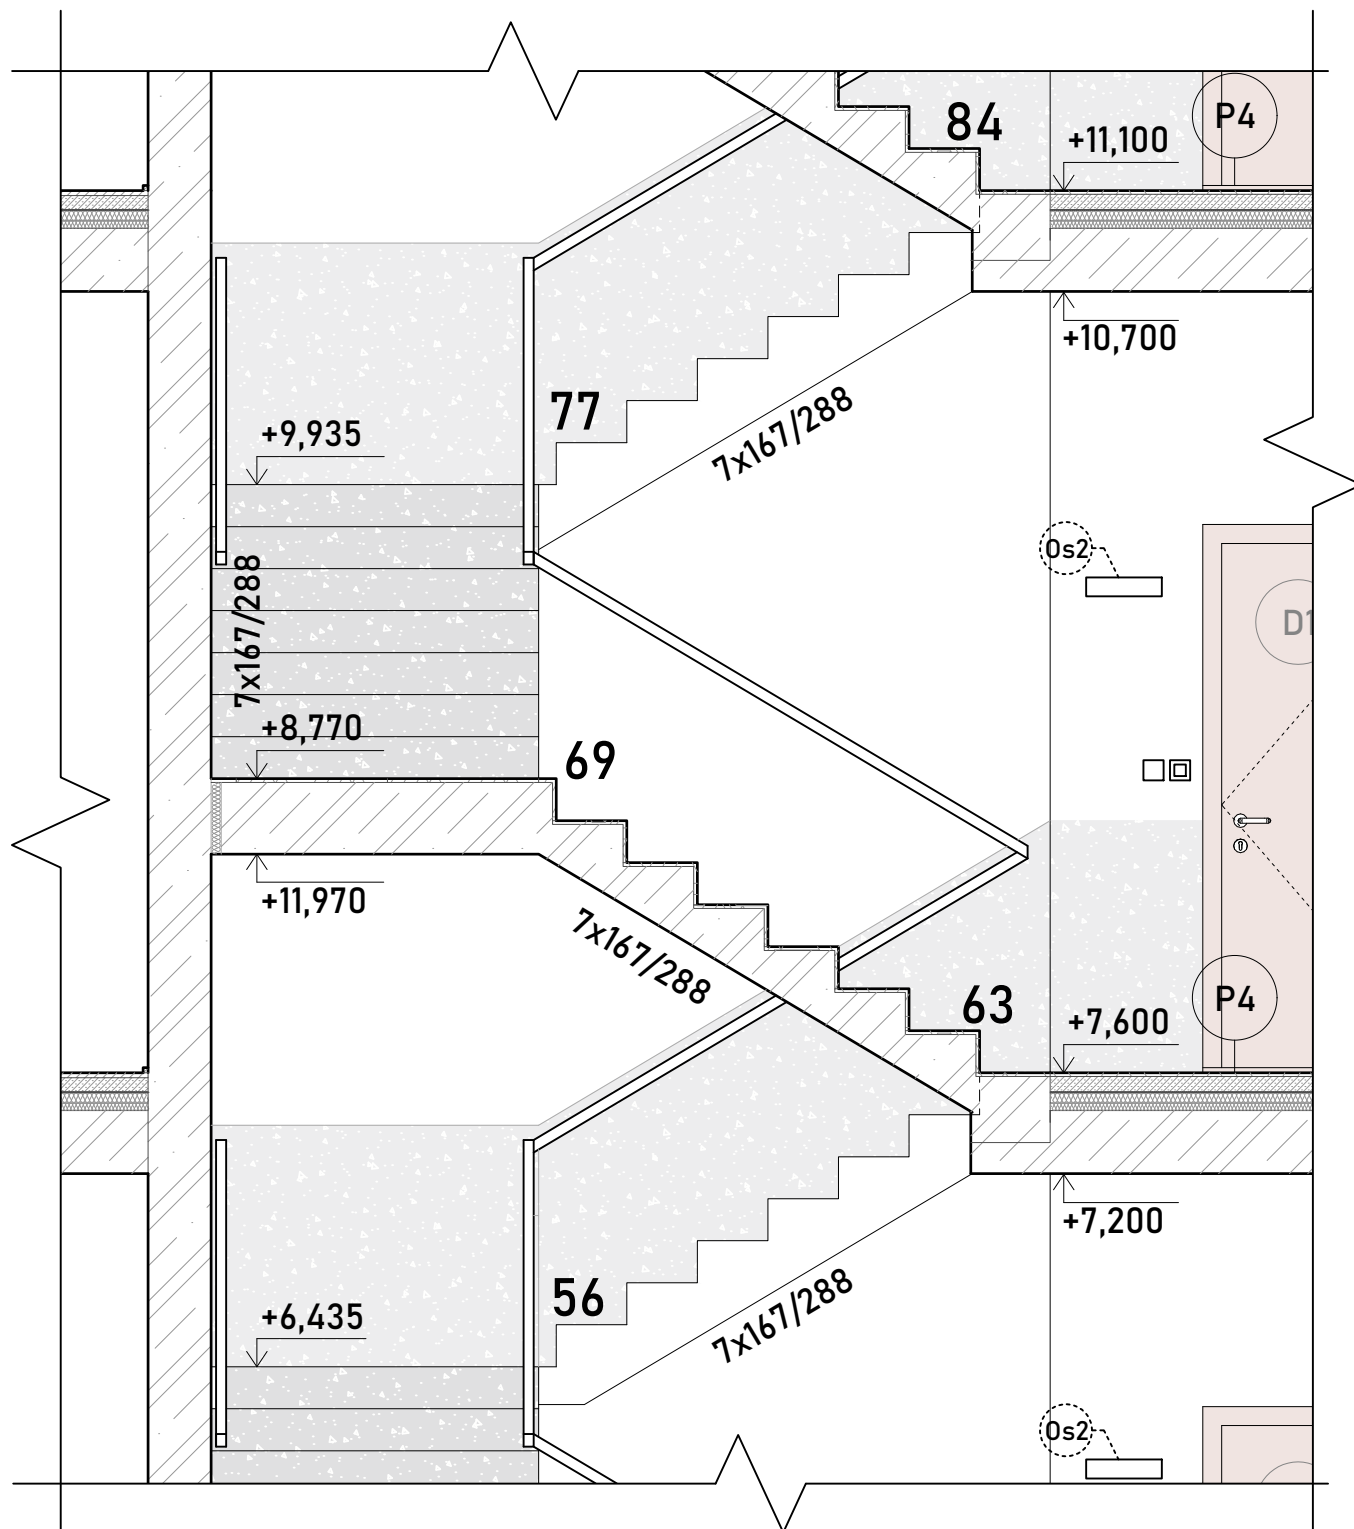 84
P4
+11,100
+10,700
77
7x167/288
+9,935
Os2
D1
7x167/288
+8,770
69
+11,970
7x167/288
63
P4
+7,600
+7,200
56
7x167/288
+6,435
Os2